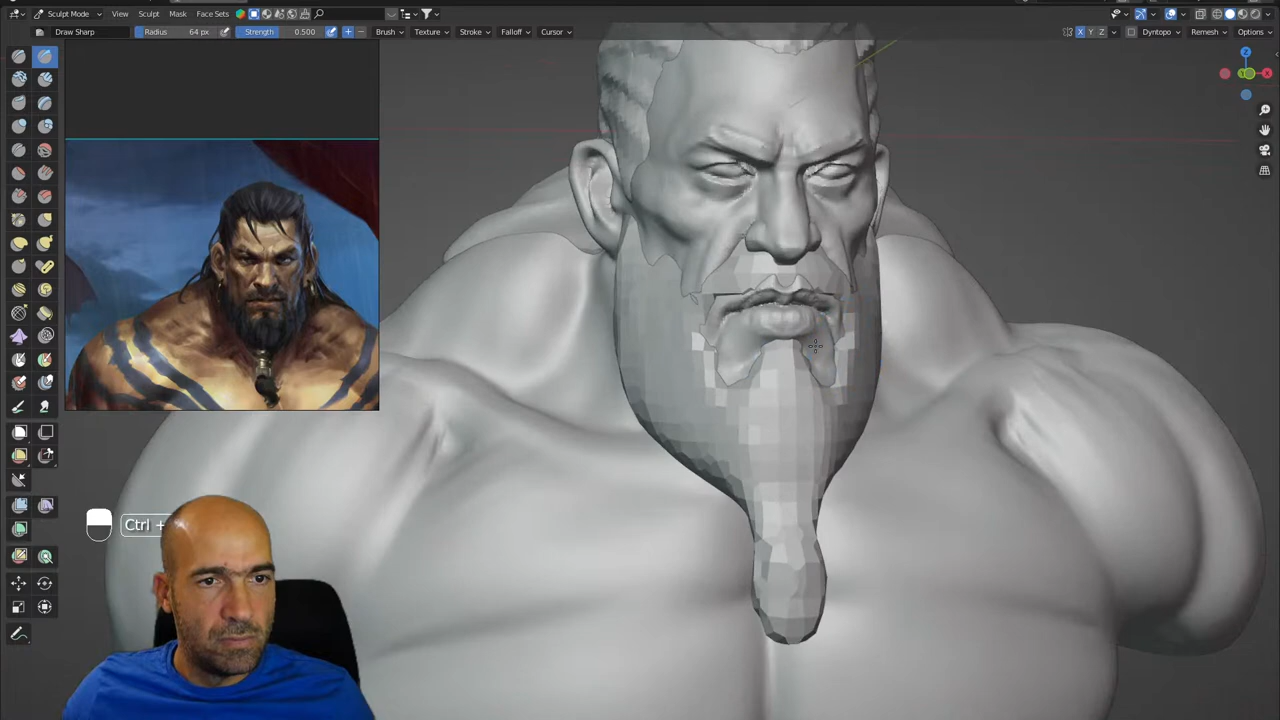 Sculpt Mode View Sculpt Mask Face Sets
Draw Sharp Radius 64 px Strength 0.500 Brush Texture Stroke Falloff Cursor X Y Z Dyntopo Remesh Options
Z
X
Ctrl +